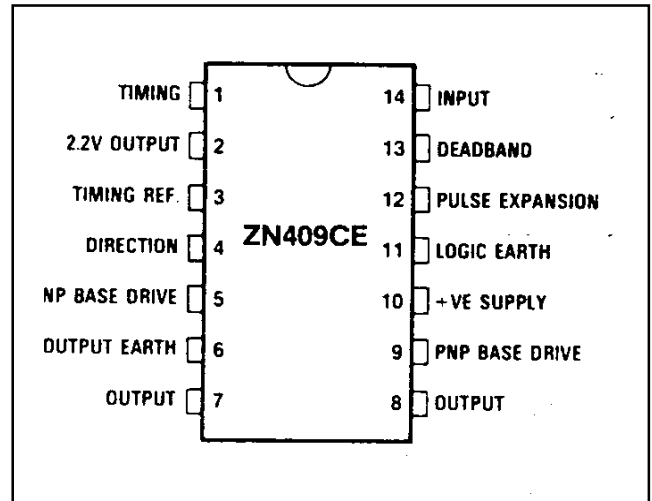 TIMING 1 14 INPUT
2.2V OUTPUT 2 13 DEADBAND
TIMING REF. 3 12 PULSE EXPANSION
ZN409CE
DIRECTION 4 11 LOGIC EARTH
NP BASE DRIVE 5 10 +VE SUPPLY
OUTPUT EARTH 6 9 PNP BASE DRIVE
OUTPUT 7 8 OUTPUT